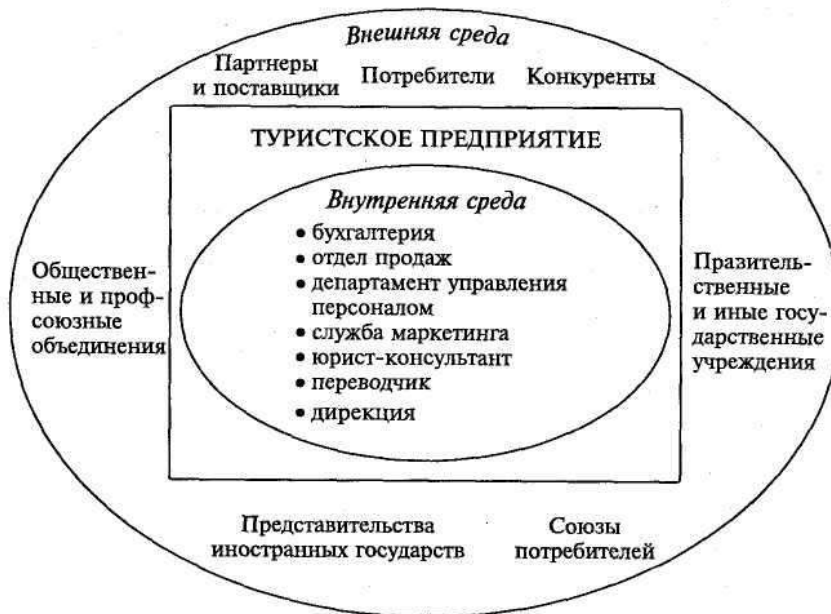 Внешняя среда
Партнеры
и поставщики
Потребители
Конкуренты
ТУРИСТСКОЕ ПРЕДПРИЯТИЕ
Внутренняя среда
• бухгалтерия
• отдел продаж
• департамент управления
персоналом
• служба маркетинга
• юрист-консультант
• переводчик
• дирекция
Обществен-
ные и проф-
союзные
объединения
Празитель-
ственные
и иные госу-
дарственные
учреждения
Представительства
иностранных государств
Союзы
потребителей